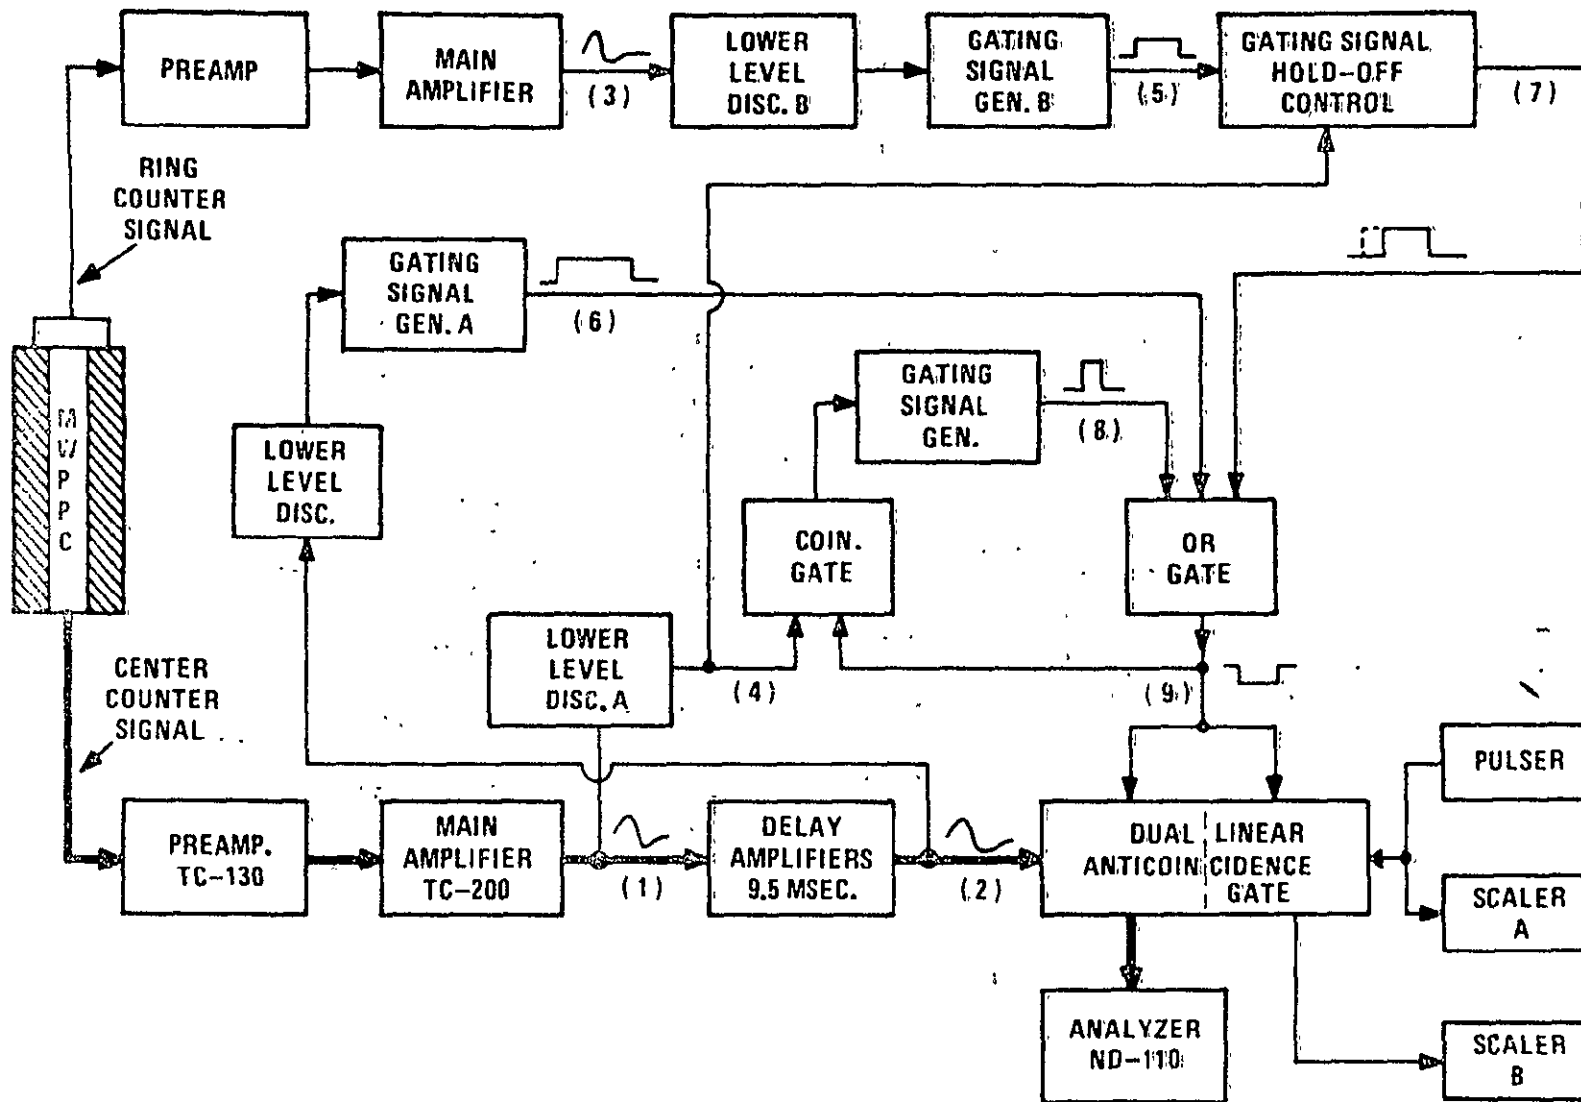 PREAMP
MAIN
AMPLIFIER
(3)
LOWER
LEVEL
DISC. B
GATING
SIGNAL
GEN. B
(5)
GATING SIGNAL
HOLD-OFF
CONTROL
(7)
RING
COUNTER
SIGNAL
GATING
SIGNAL
GEN. A
(6)
MWPPC
LOWER
LEVEL
DISC.
GATING
SIGNAL
GEN.
(8)
COIN.
GATE
OR
GATE
LOWER
LEVEL
DISC. A
(4)
(9)
CENTER
COUNTER
SIGNAL
PREAMP.
TC-130
MAIN
AMPLIFIER
TC-200
(1)
DELAY
AMPLIFIERS
9.5 MSEC.
(2)
DUAL LINEAR
ANTICOINCIDENCE
GATE
PULSER
SCALER
A
ANALYZER
ND-110
SCALER
B